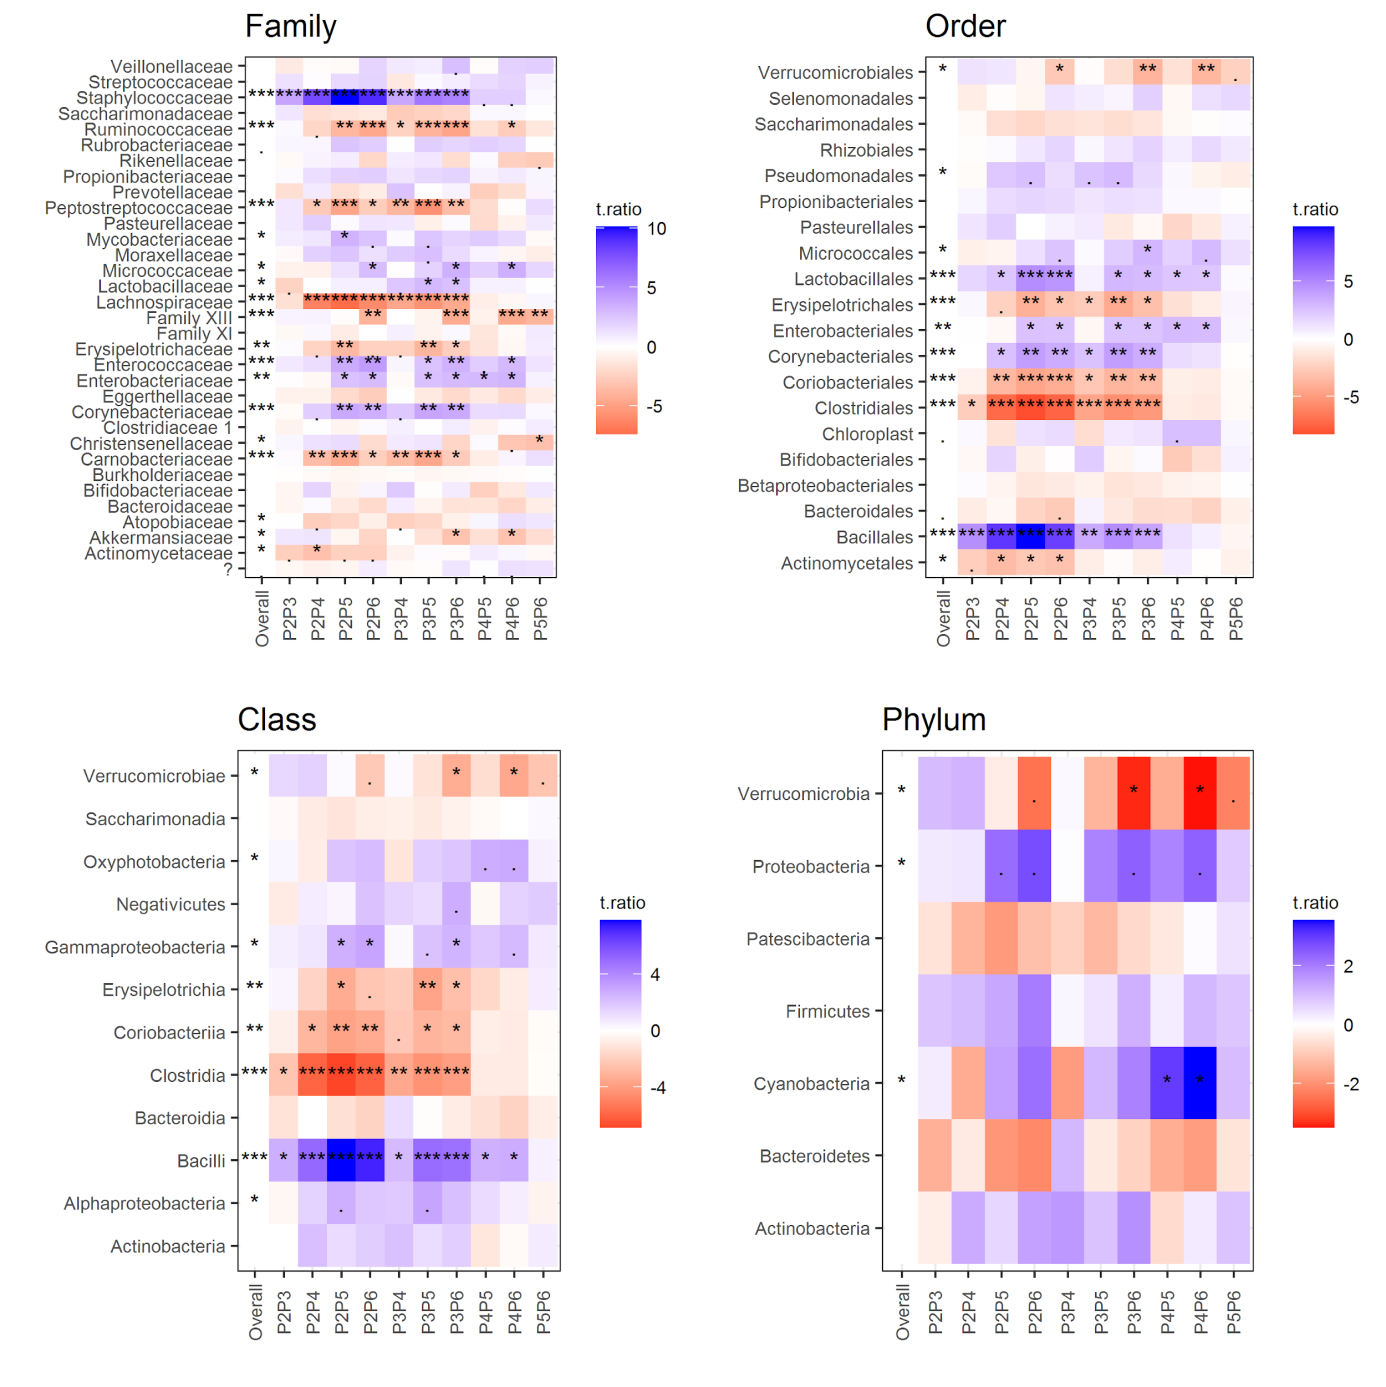 Family
Veillonellaceae
Streptococcaceae
Staphylococcaceae *** *** *** *** *** *** *** *** . .
Saccharimonadaceae
Ruminococcaceae *** . ** *** * *** *** *
Rubrobacteriaceae .
Rikenellaceae .
Propionibacteriaceae
Prevotellaceae
Peptostreptococcaceae *** * *** * ** *** **
Pasteurellaceae
Mycobacteriaceae * * . .
Moraxellaceae .
Micrococcaceae * * * *
Lactobacillaceae * . * *
Lachnospiraceae *** *** *** *** *** *** ***
Family XIII *** ** *** *** **
Family XI
Erysipelotrichaceae ** . ** . . ** *
Enterococcaceae *** ** ** * ** *
Enterobacteriaceae ** * * * * * *
Eggerthellaceae
Corynebacteriaceae *** . ** ** . ** **
Clostridiaceae 1
Christensenellaceae * . *
Carnobacteriaceae *** ** *** * ** *** *
Burkholderiaceae
Bifidobacteriaceae
Bacteroidaceae
Atopobiaceae * . .
Akkermansiaceae * * *
Actinomycetaceae * . * . .
?
Overall
P2P3
P2P4
P2P5
P2P6
P3P4
P3P5
P3P6
P4P5
P4P6
P5P6
t.ratio
10
5
0
-5
Order
Verrucomicrobiales * * ** ** .
Selenomonadales
Saccharimonadales
Rhizobiales
Pseudomonadales * . . .
Propionibacteriales
Pasteurellales
Micrococcales * . * .
Lactobacillales *** * *** *** * * * *
Erysipelotrichales *** . ** * * ** *
Enterobacteriales ** * * * * * *
Corynebacteriales *** * ** ** * ** **
Coriobacteriales *** ** *** *** * ** **
Clostridiales *** * *** *** *** *** *** ***
Chloroplast . .
Bifidobacteriales
Betaproteobacteriales
Bacteroidales . .
Bacillales *** *** *** *** *** ** *** ***
Actinomycetales * . * * *
Overall
P2P3
P2P4
P2P5
P2P6
P3P4
P3P5
P3P6
P4P5
P4P6
P5P6
t.ratio
5
0
-5
Class
Verrucomicrobiae * . * * .
Saccharimonadia
Oxyphotobacteria * . .
Negativicutes .
Gammaproteobacteria * * * . * .
Erysipelotrichia ** * . ** *
Coriobacteriia ** * ** ** . * *
Clostridia *** * *** *** *** ** *** ***
Bacteroidia
Bacilli *** * *** *** *** * *** *** * *
Alphaproteobacteria * . .
Actinobacteria
Overall
P2P3
P2P4
P2P5
P2P6
P3P4
P3P5
P3P6
P4P5
P4P6
P5P6
t.ratio
4
0
-4
Phylum
Verrucomicrobia * . * * .
Proteobacteria * . . . .
Patescibacteria
Firmicutes
Cyanobacteria * * *
Bacteroidetes
Actinobacteria
Overall
P2P3
P2P4
P2P5
P2P6
P3P4
P3P5
P3P6
P4P5
P4P6
P5P6
t.ratio
2
0
-2